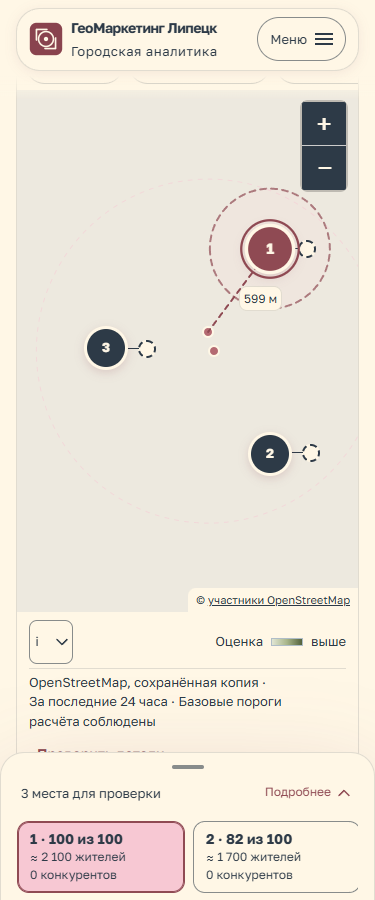 ГеоМаркетинг Липецк
Городская аналитика
Меню
+
−
1
599 м
3
2
© участники OpenStreetMap
i
Оценка выше
OpenStreetMap, сохранённая копия ·
За последние 24 часа · Базовые пороги
расчёта соблюдены
3 места для проверки
Подробнее
1 · 100 из 100
≈ 2 100 жителей
0 конкурентов
2 · 82 из 100
≈ 1 700 жителей
0 конкурентов